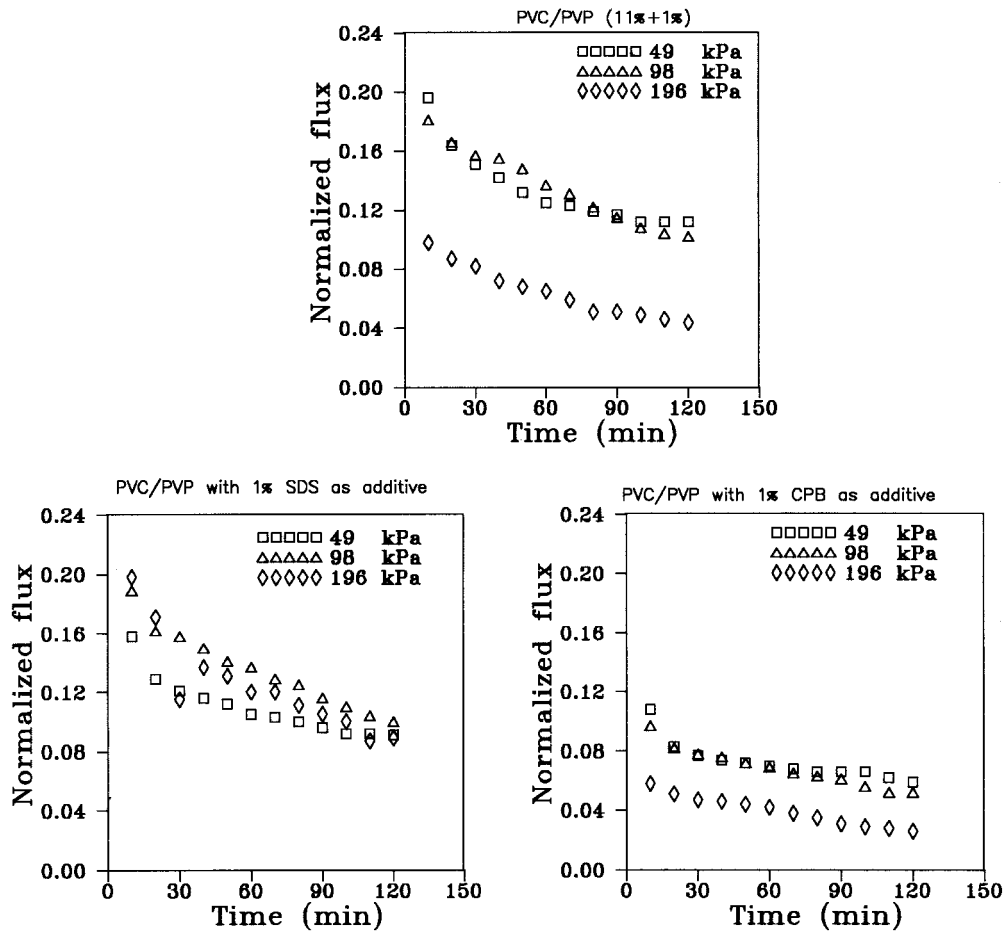 PVC/PVP (11%+1%)
0.24
0.20
0.16
0.12
0.08
0.04
0.00
Normalized flux
49 kPa
98 kPa
196 kPa
0 30 60 90 120 150
Time (min)
PVC/PVP with 1% SDS as additive
0.24
0.20
0.16
0.12
0.08
0.04
0.00
Normalized flux
49 kPa
98 kPa
196 kPa
0 30 60 90 120 150
Time (min)
PVC/PVP with 1% CPB as additive
0.24
0.20
0.16
0.12
0.08
0.04
0.00
Normalized flux
49 kPa
98 kPa
196 kPa
0 30 60 90 120 150
Time (min)